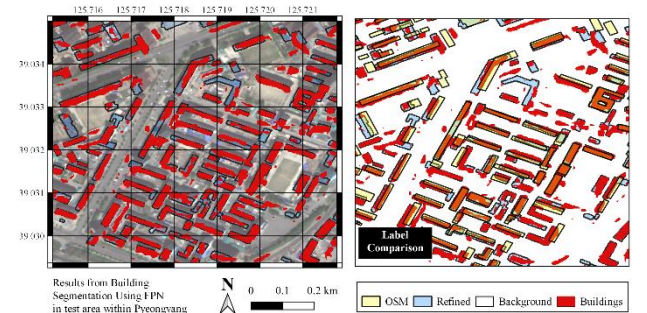 125.716 125.717 125.718 125.719 125.720 125.721
39.034
39.033
39.032
39.031
39.030
Label
Comparison
Results from Building
Segmentation Using FPN
in test area within Pyeongyang
N
0 0.1 0.2 km
OSM Refined Background Buildings